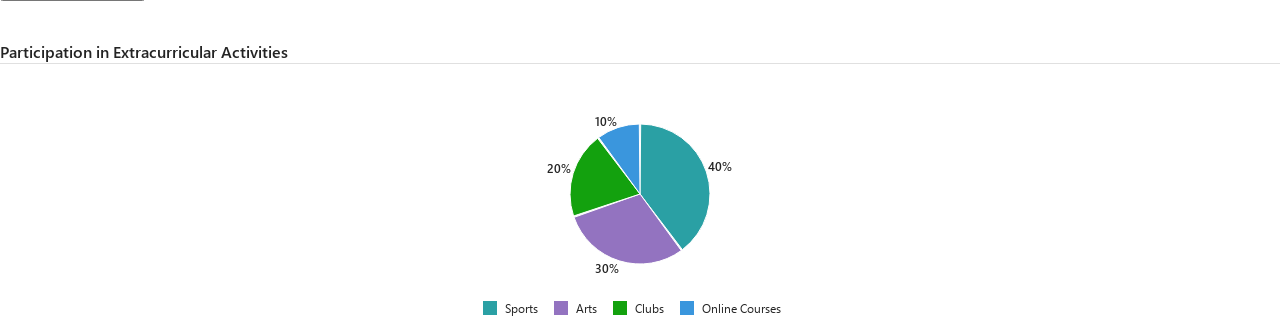 Participation in Extracurricular Activities
10%
40%
20%
30%
Sports Arts Clubs Online Courses